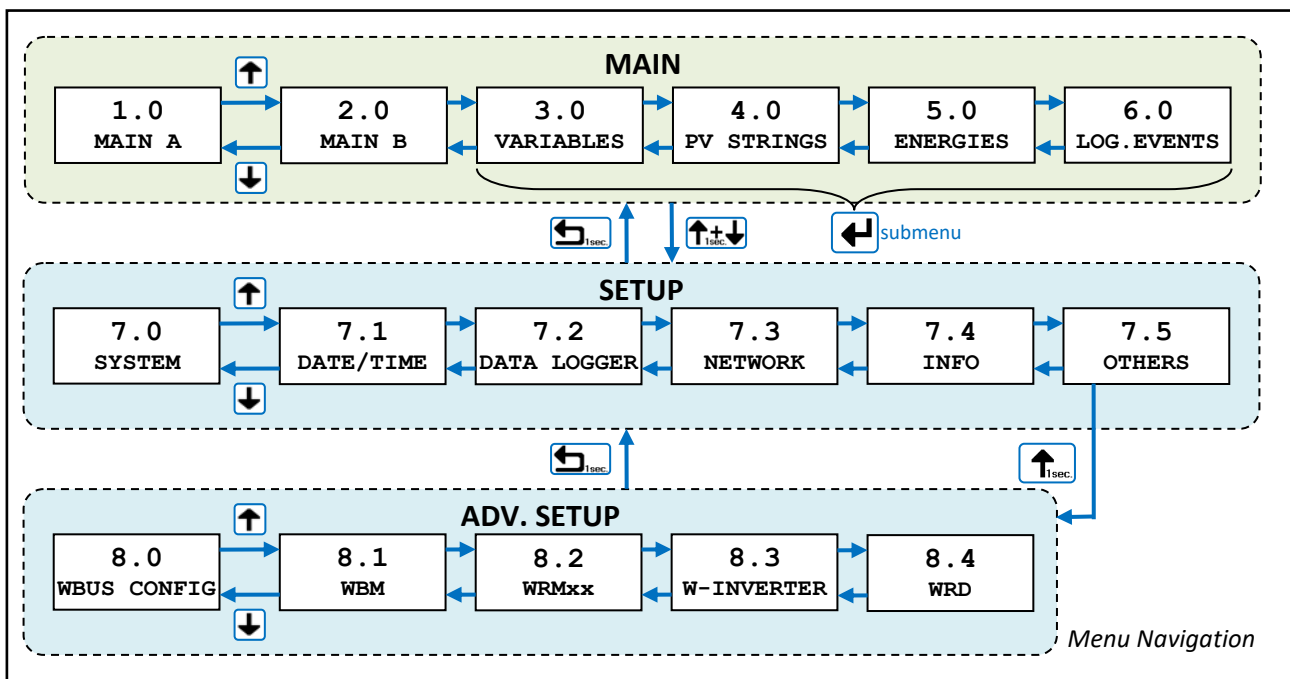 MAIN
1.0
MAIN A
2.0
MAIN B
3.0
VARIABLES
4.0
PV STRINGS
5.0
ENERGIES
6.0
LOG.EVENTS
1sec.
1sec.
+
submenu
SETUP
7.0
SYSTEM
7.1
DATE/TIME
7.2
DATA LOGGER
7.3
NETWORK
7.4
INFO
7.5
OTHERS
1sec.
1sec.
ADV. SETUP
8.0
WBUS CONFIG
8.1
WBM
8.2
WRMxx
8.3
W-INVERTER
8.4
WRD
Menu Navigation